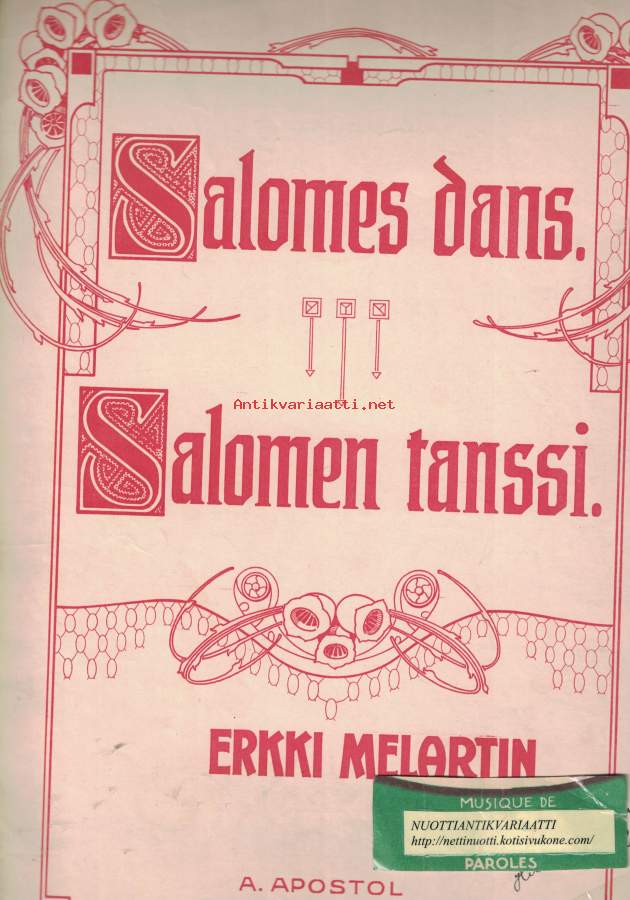 Salomes dans.
Antikvariaatti.net
Salomen tanssi.
ERKKI MELARTIN
MUSIQUE DE
NUOTTIANTIKVARIAATTI
http://nettinuotti.kotisivukone.com/
PAROLES
A. APOSTOL